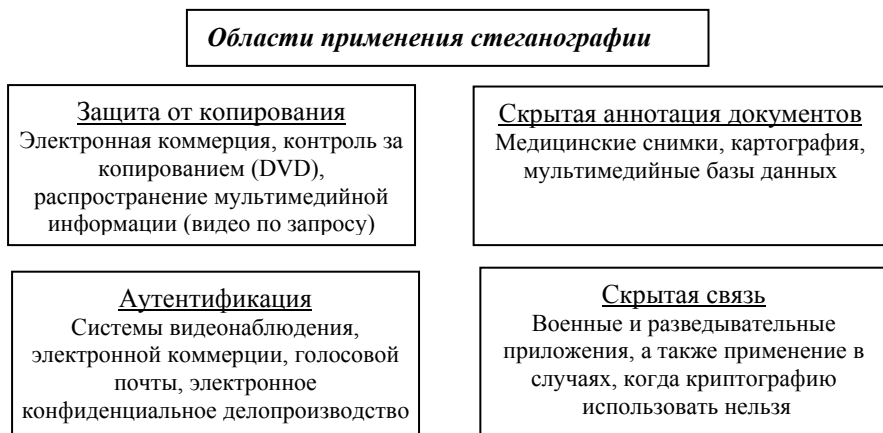 Области применения стеганографии
Защита от копирования
Электронная коммерция, контроль за
копированием (DVD),
распространение мультимедийной
информации (видео по запросу)
Скрытая аннотация документов
Медицинские снимки, картография,
мультимедийные базы данных
Аутентификация
Системы видеонаблюдения,
электронной коммерции, голосовой
почты, электронное
конфиденциальное делопроизводство
Скрытая связь
Военные и разведывательные
приложения, а также применение в
случаях, когда криптографию
использовать нельзя